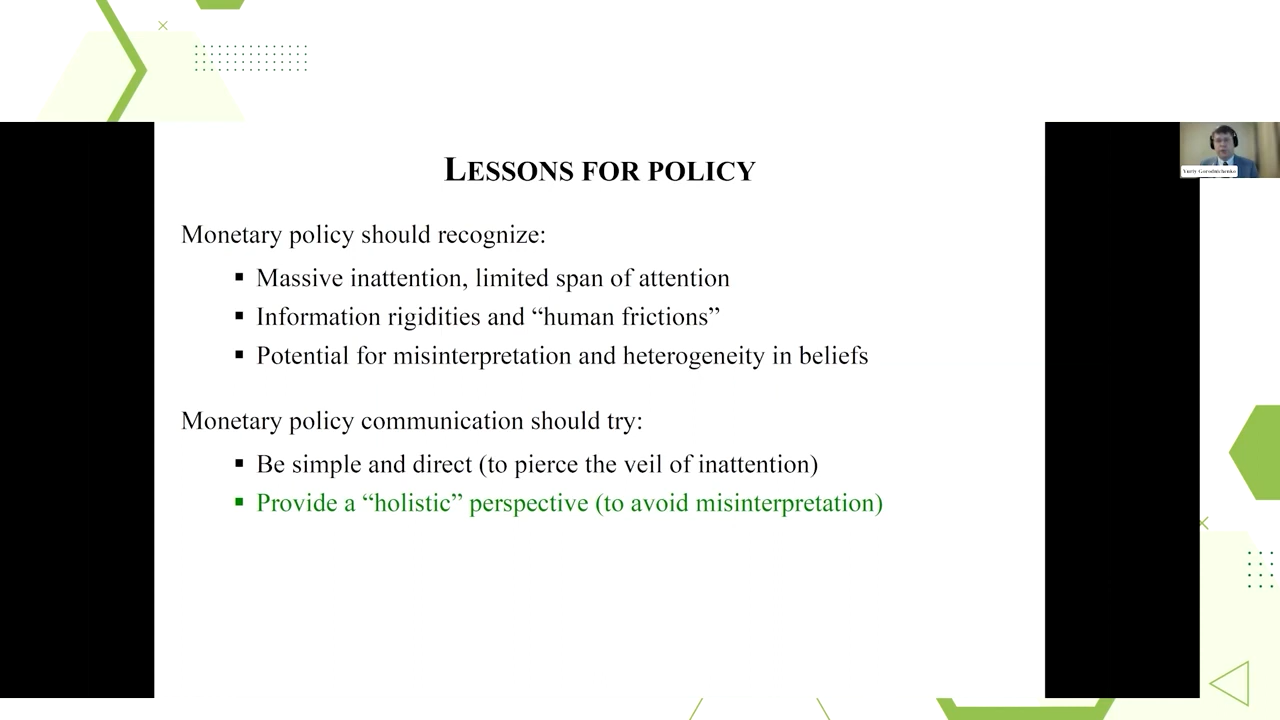 LESSONS FOR POLICY
Yuriy Gorodnichenko
Monetary policy should recognize:
▪ Massive inattention, limited span of attention
▪ Information rigidities and “human frictions”
▪ Potential for misinterpretation and heterogeneity in beliefs
Monetary policy communication should try:
▪ Be simple and direct (to pierce the veil of inattention)
▪ Provide a “holistic” perspective (to avoid misinterpretation)